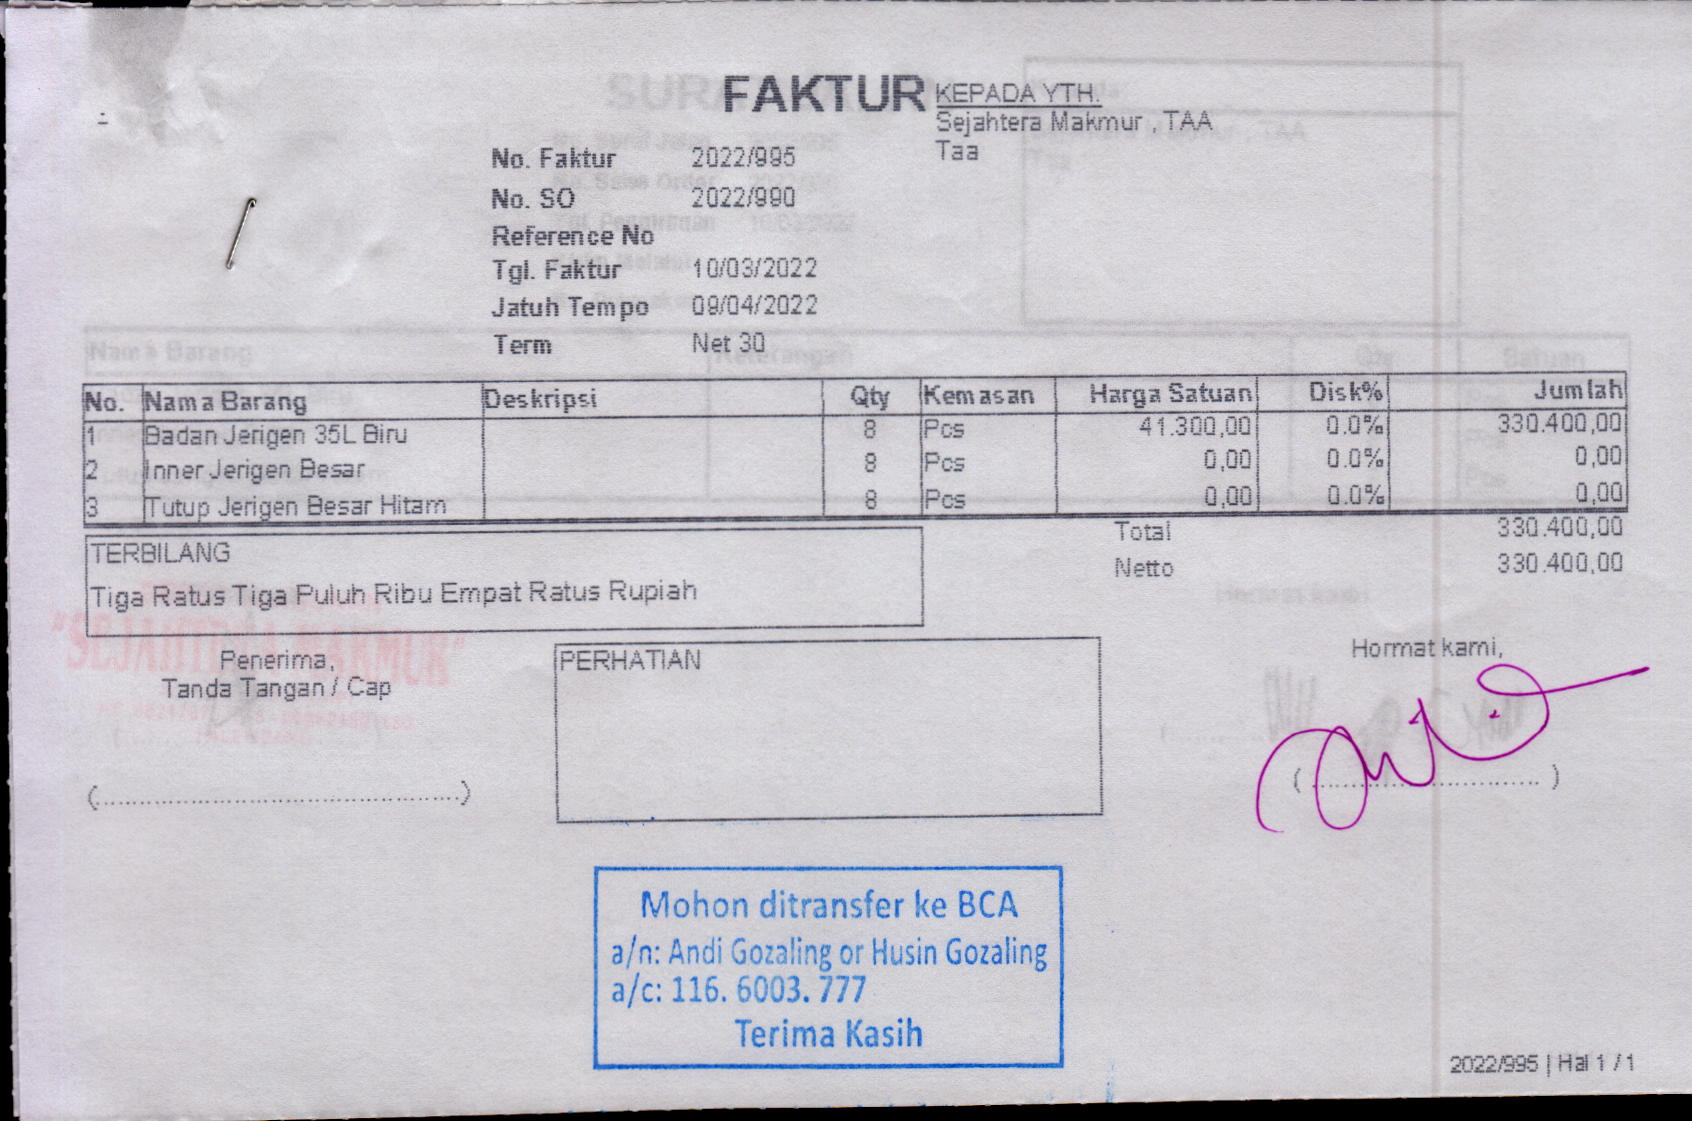 FAKTUR
KEPADA YTH.
Sejahtera Makmur , TAA
Taa
No. Faktur 2022/995
No. SO 2022/990
Reference No
Tgl. Faktur 10/03/2022
Jatuh Tempo 09/04/2022
Term Net 30
No. Nama Barang Deskripsi Qty Kemasan Harga Satuan Disk% Jumlah
1 Badan Jerigen 35L Biru 8 Pcs 41.300,00 0.0% 330.400,00
2 Inner Jerigen Besar 8 Pcs 0,00 0.0% 0,00
3 Tutup Jerigen Besar Hitam 8 Pcs 0,00 0.0% 0,00
Total 330.400,00
Netto 330.400,00
TERBILANG
Tiga Ratus Tiga Puluh Ribu Empat Ratus Rupiah
"SEJAHTERA MAKMUR"
Penerima,
Tanda Tangan / Cap
(............................................)
PERHATIAN
Hormat kami,
(............................)
Mohon ditransfer ke BCA
a/n: Andi Gozaling or Husin Gozaling
a/c: 116. 6003. 777
Terima Kasih
2022/995 | Hal 1 / 1